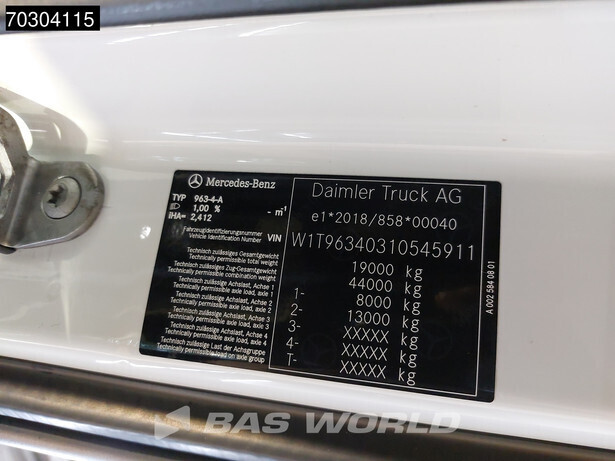 70304115
Mercedes-Benz
TYP 963-4-A
1,00 % - m⁻¹
iHA= 2,412
Fahrzeugidentifizierungsnummer
Vehicle Identification Number VIN
Technisch zulässiges Gesamtgewicht
Technically permissible total weight
Technisch zulässiges Zug-Gesamtgewicht
Technically permissible combination weight
Technisch zulässige Achslast, Achse 1
Technically permissible axle load, axle 1
Technisch zulässige Achslast, Achse 2
Technically permissible axle load, axle 2
Technisch zulässige Achslast, Achse 3
Technically permissible axle load, axle 3
Technisch zulässige Achslast, Achse 4
Technically permissible axle load, axle 4
Technisch zulässige Last der Achsgruppe
Technically permissible load on axle group
Daimler Truck AG
e1*2018/858*00040
W1T96340310545911
19000 kg
44000 kg
1- 8000 kg
2- 13000 kg
3- XXXXX kg
4- XXXXX kg
T- XXXXX kg
A 002 584 08 01
BAS WORLD